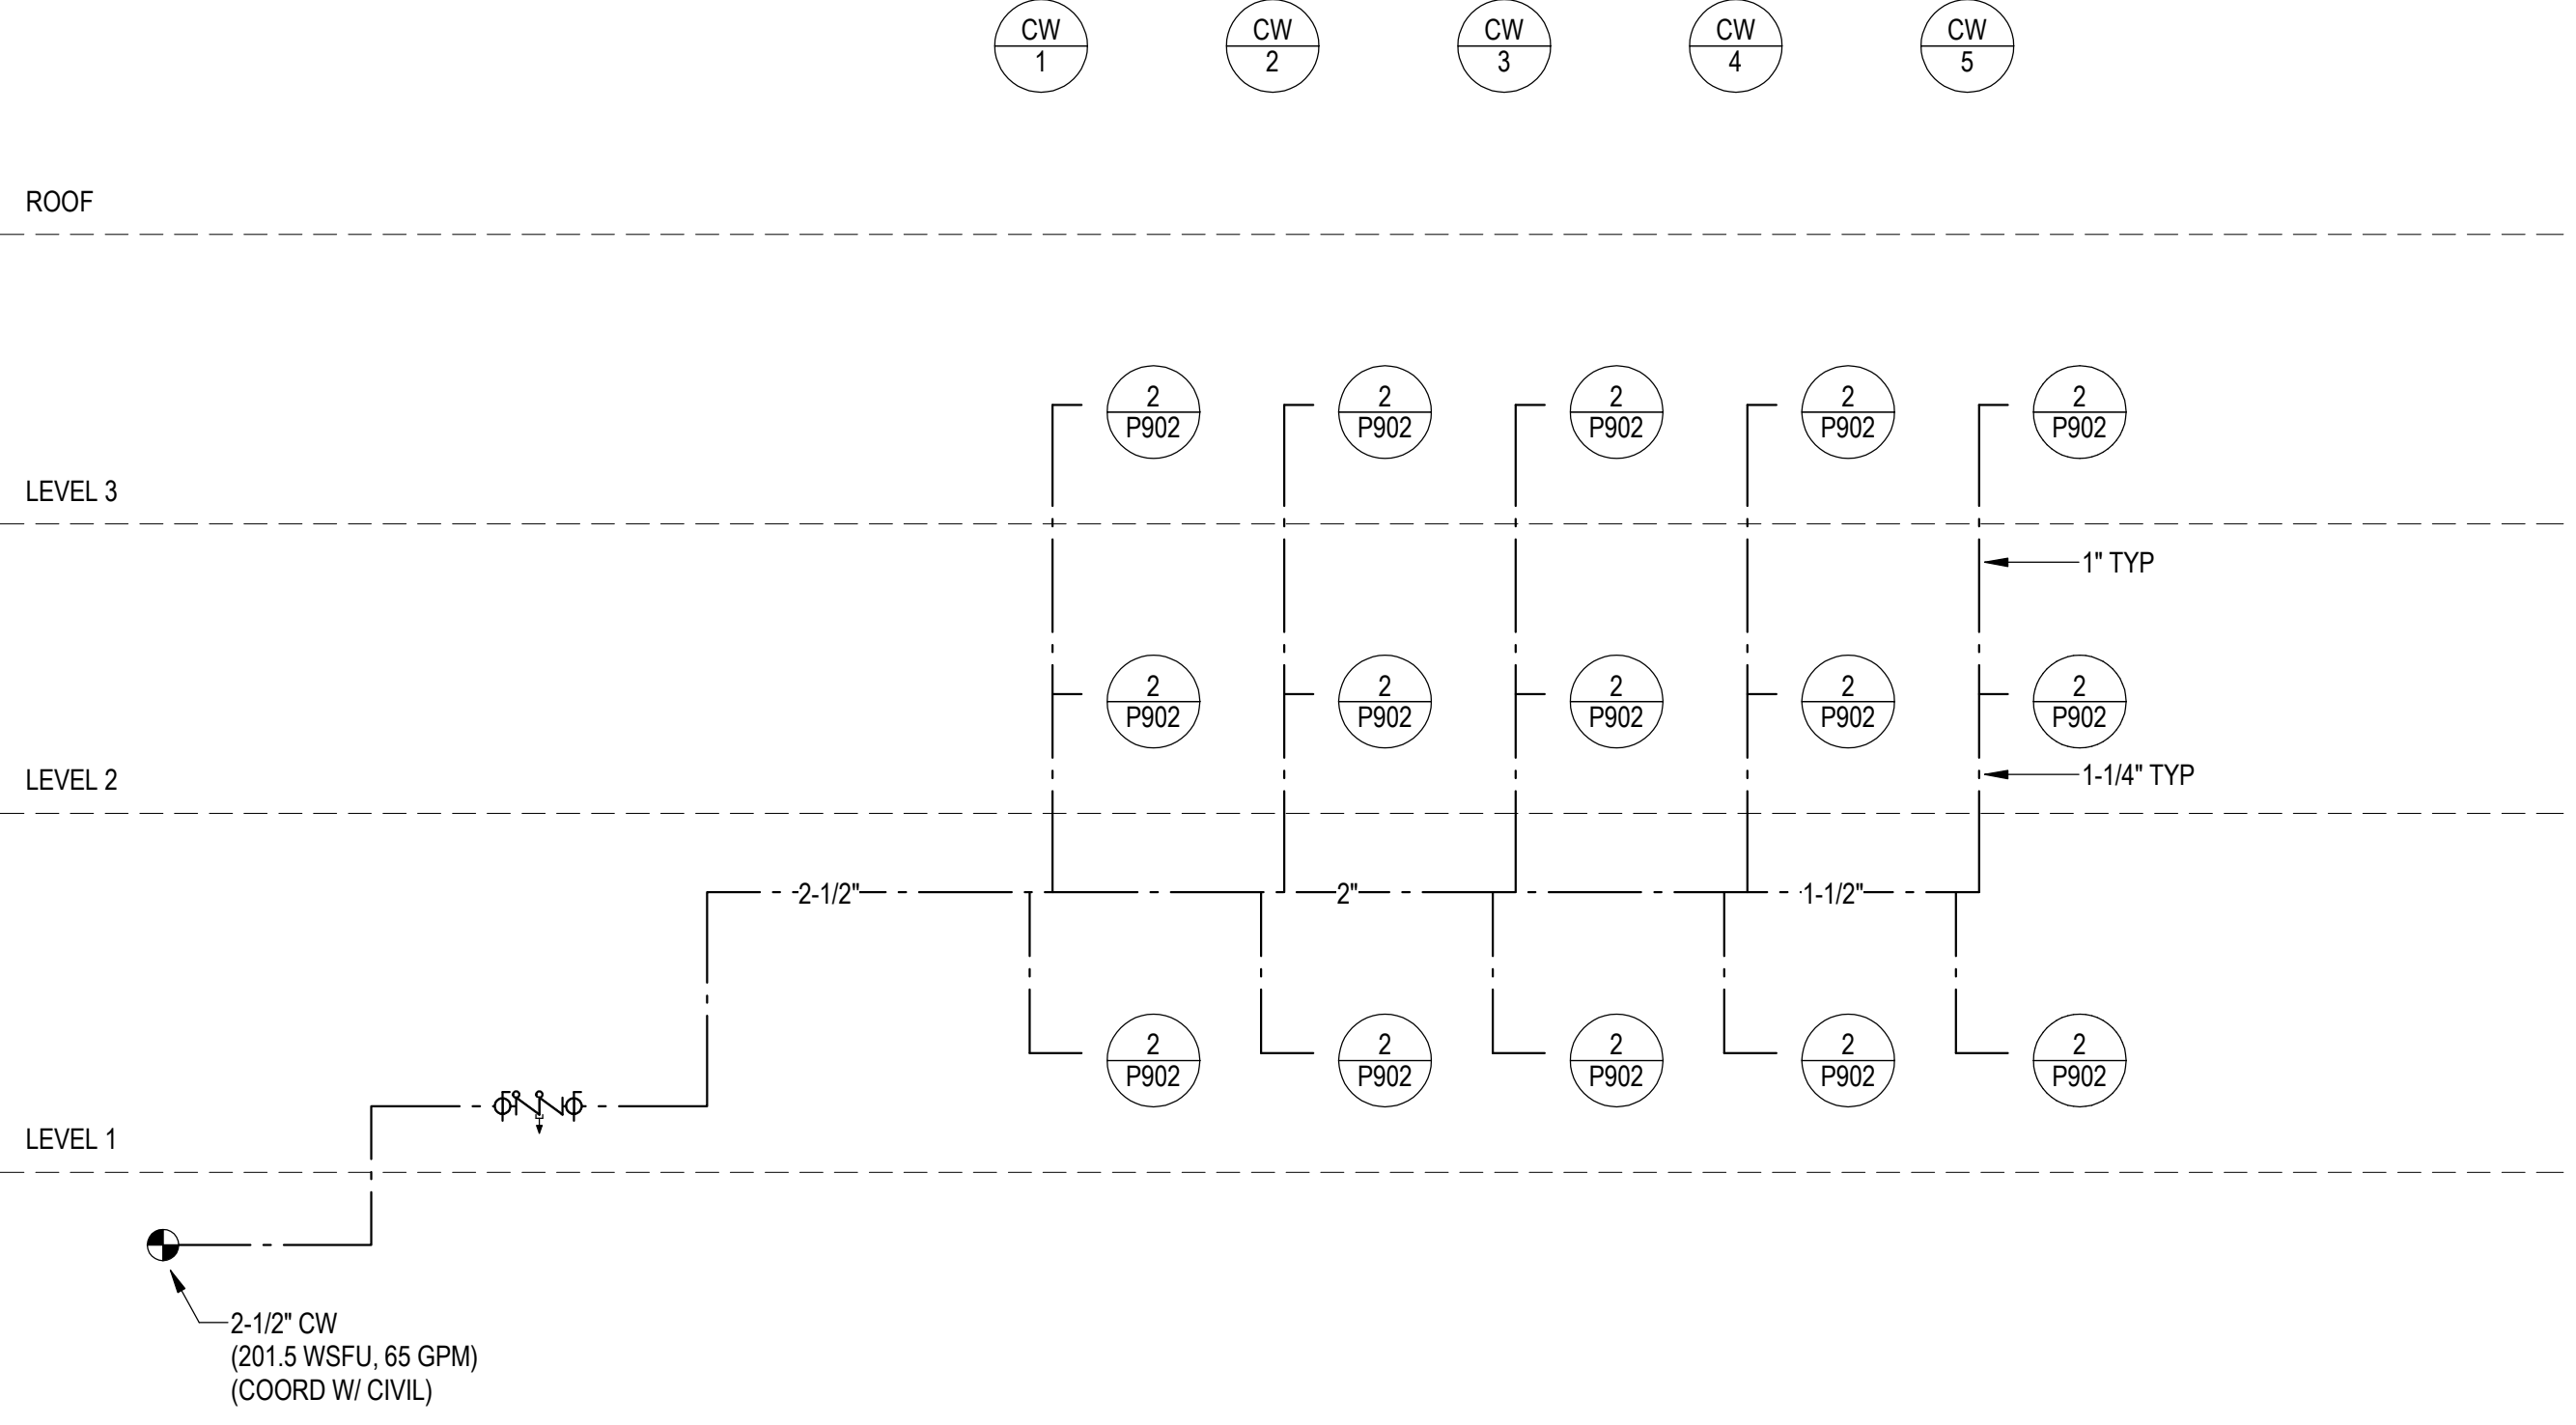 CW
1
CW
2
CW
3
CW
4
CW
5
ROOF
2
P902
2
P902
2
P902
2
P902
2
P902
LEVEL 3
1" TYP
2
P902
2
P902
2
P902
2
P902
2
P902
LEVEL 2
1-1/4" TYP
2-1/2"
2"
1-1/2"
2
P902
2
P902
2
P902
2
P902
2
P902
LEVEL 1
2-1/2" CW
(201.5 WSFU, 65 GPM)
(COORD W/ CIVIL)